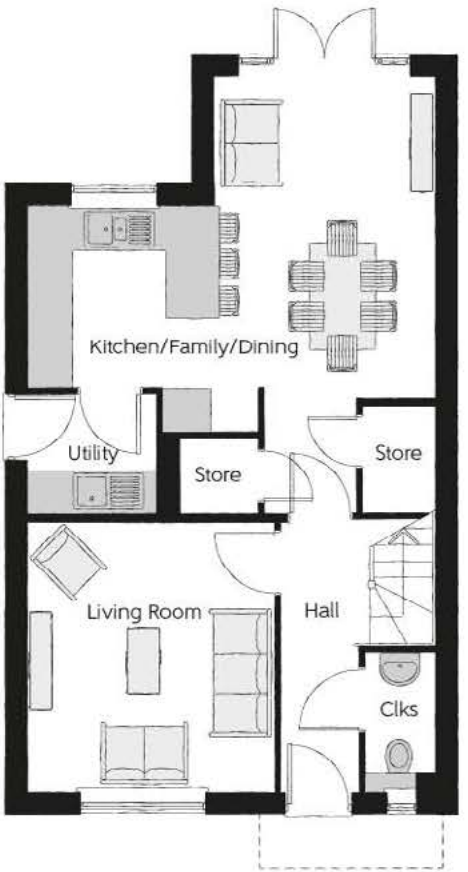 Kitchen/Family/Dining
Utility
Store
Store
Living Room
Hall
Clks